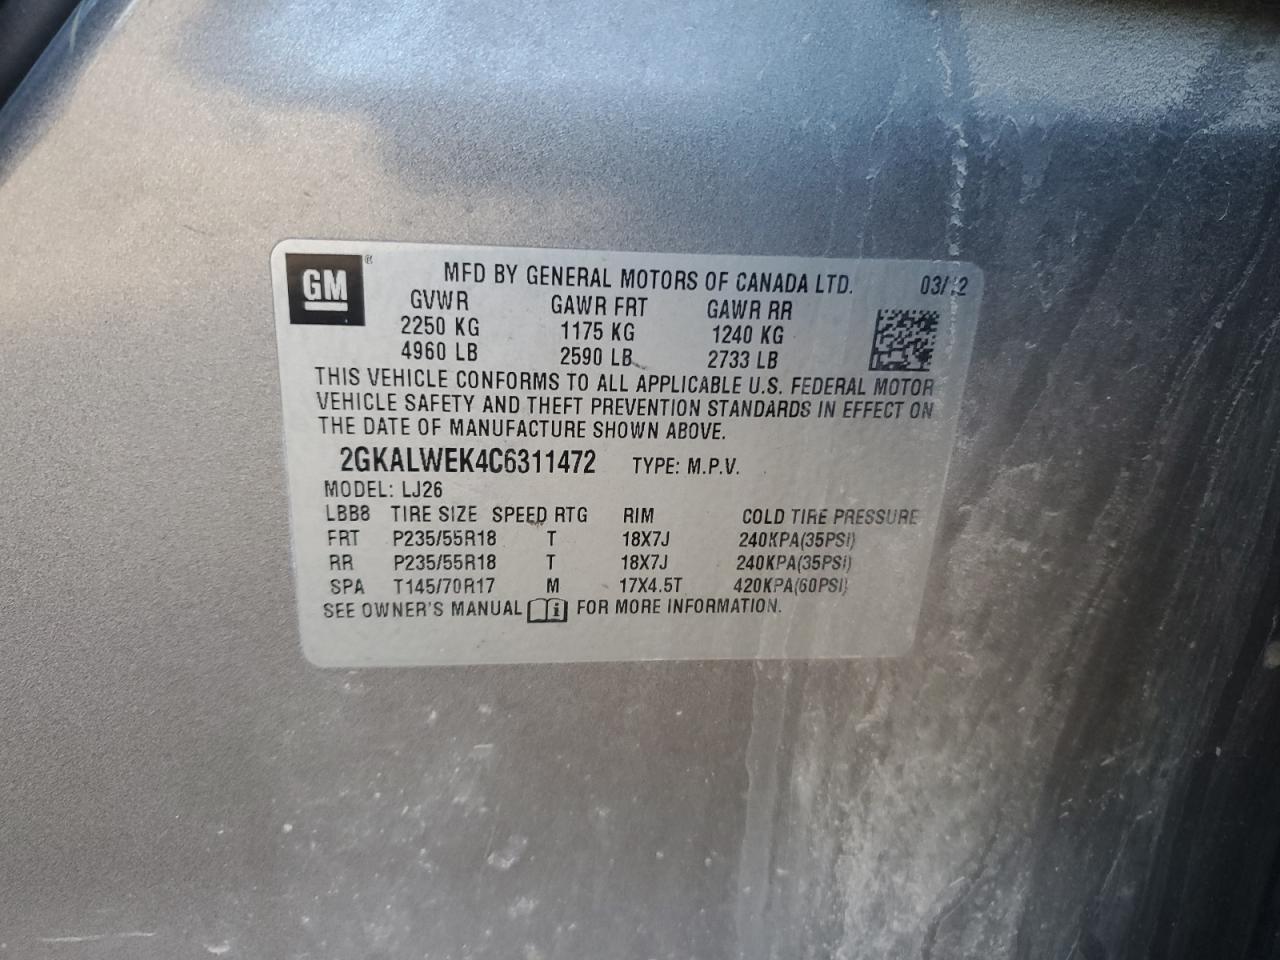 GM ® MFD BY GENERAL MOTORS OF CANADA LTD. 03/12
GVWR GAWR FRT GAWR RR
2250 KG 1175 KG 1240 KG
4960 LB 2590 LB 2733 LB
THIS VEHICLE CONFORMS TO ALL APPLICABLE U.S. FEDERAL MOTOR
VEHICLE SAFETY AND THEFT PREVENTION STANDARDS IN EFFECT ON
THE DATE OF MANUFACTURE SHOWN ABOVE.
2GKALWEK4C6311472 TYPE: M.P.V.
MODEL: LJ26
LBB8 TIRE SIZE SPEED RTG RIM COLD TIRE PRESSURE
FRT P235/55R18 T 18X7J 240KPA(35PSI)
RR P235/55R18 T 18X7J 240KPA(35PSI)
SPA T145/70R17 M 17X4.5T 420KPA(60PSI)
SEE OWNER'S MANUAL i FOR MORE INFORMATION.